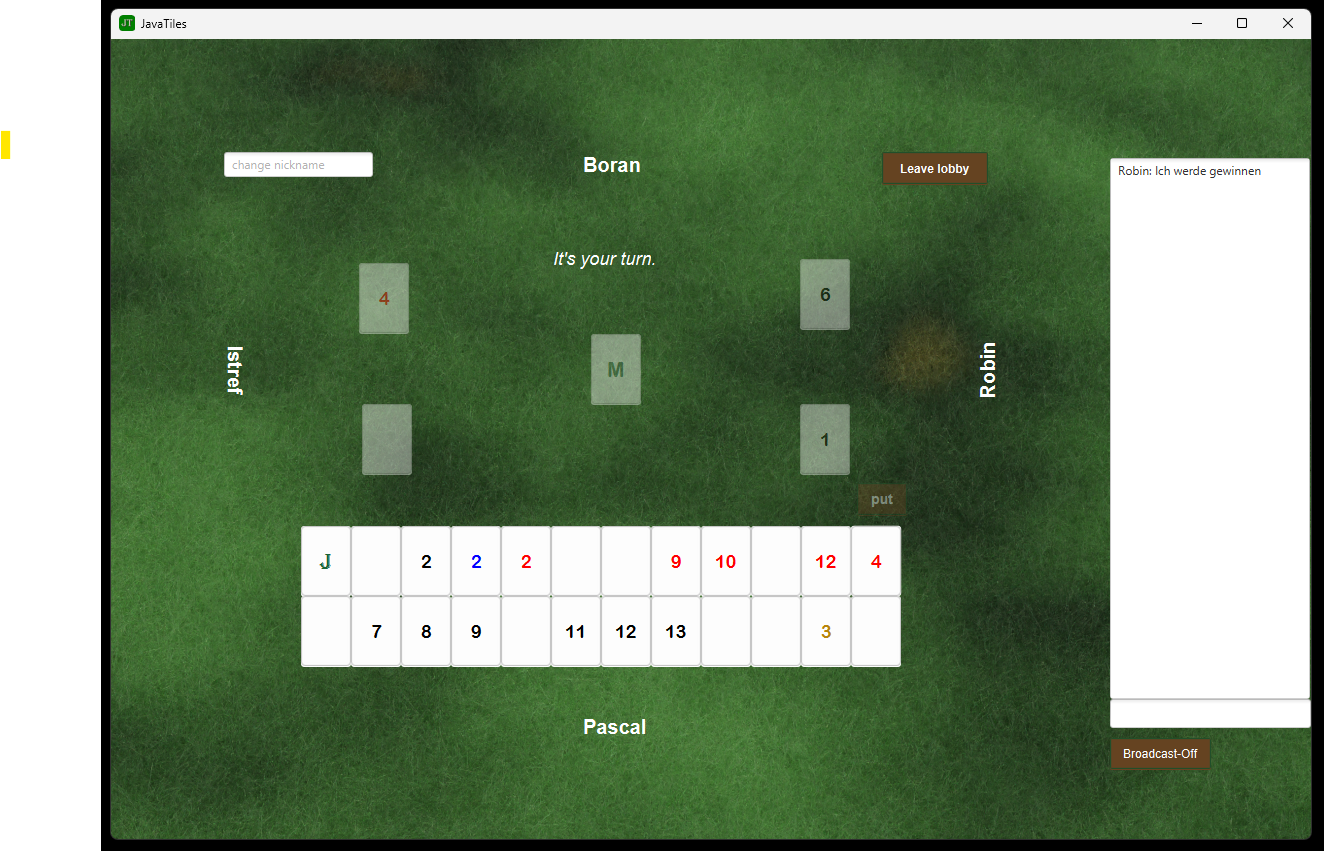 JT JavaTiles
change nickname
Boran
Leave lobby
Robin: Ich werde gewinnen
It's your turn.
4
6
M
Istref
Robin
1
put
J 2 2 2 9 10 12 4
7 8 9 11 12 13 3
Pascal
Broadcast-Off